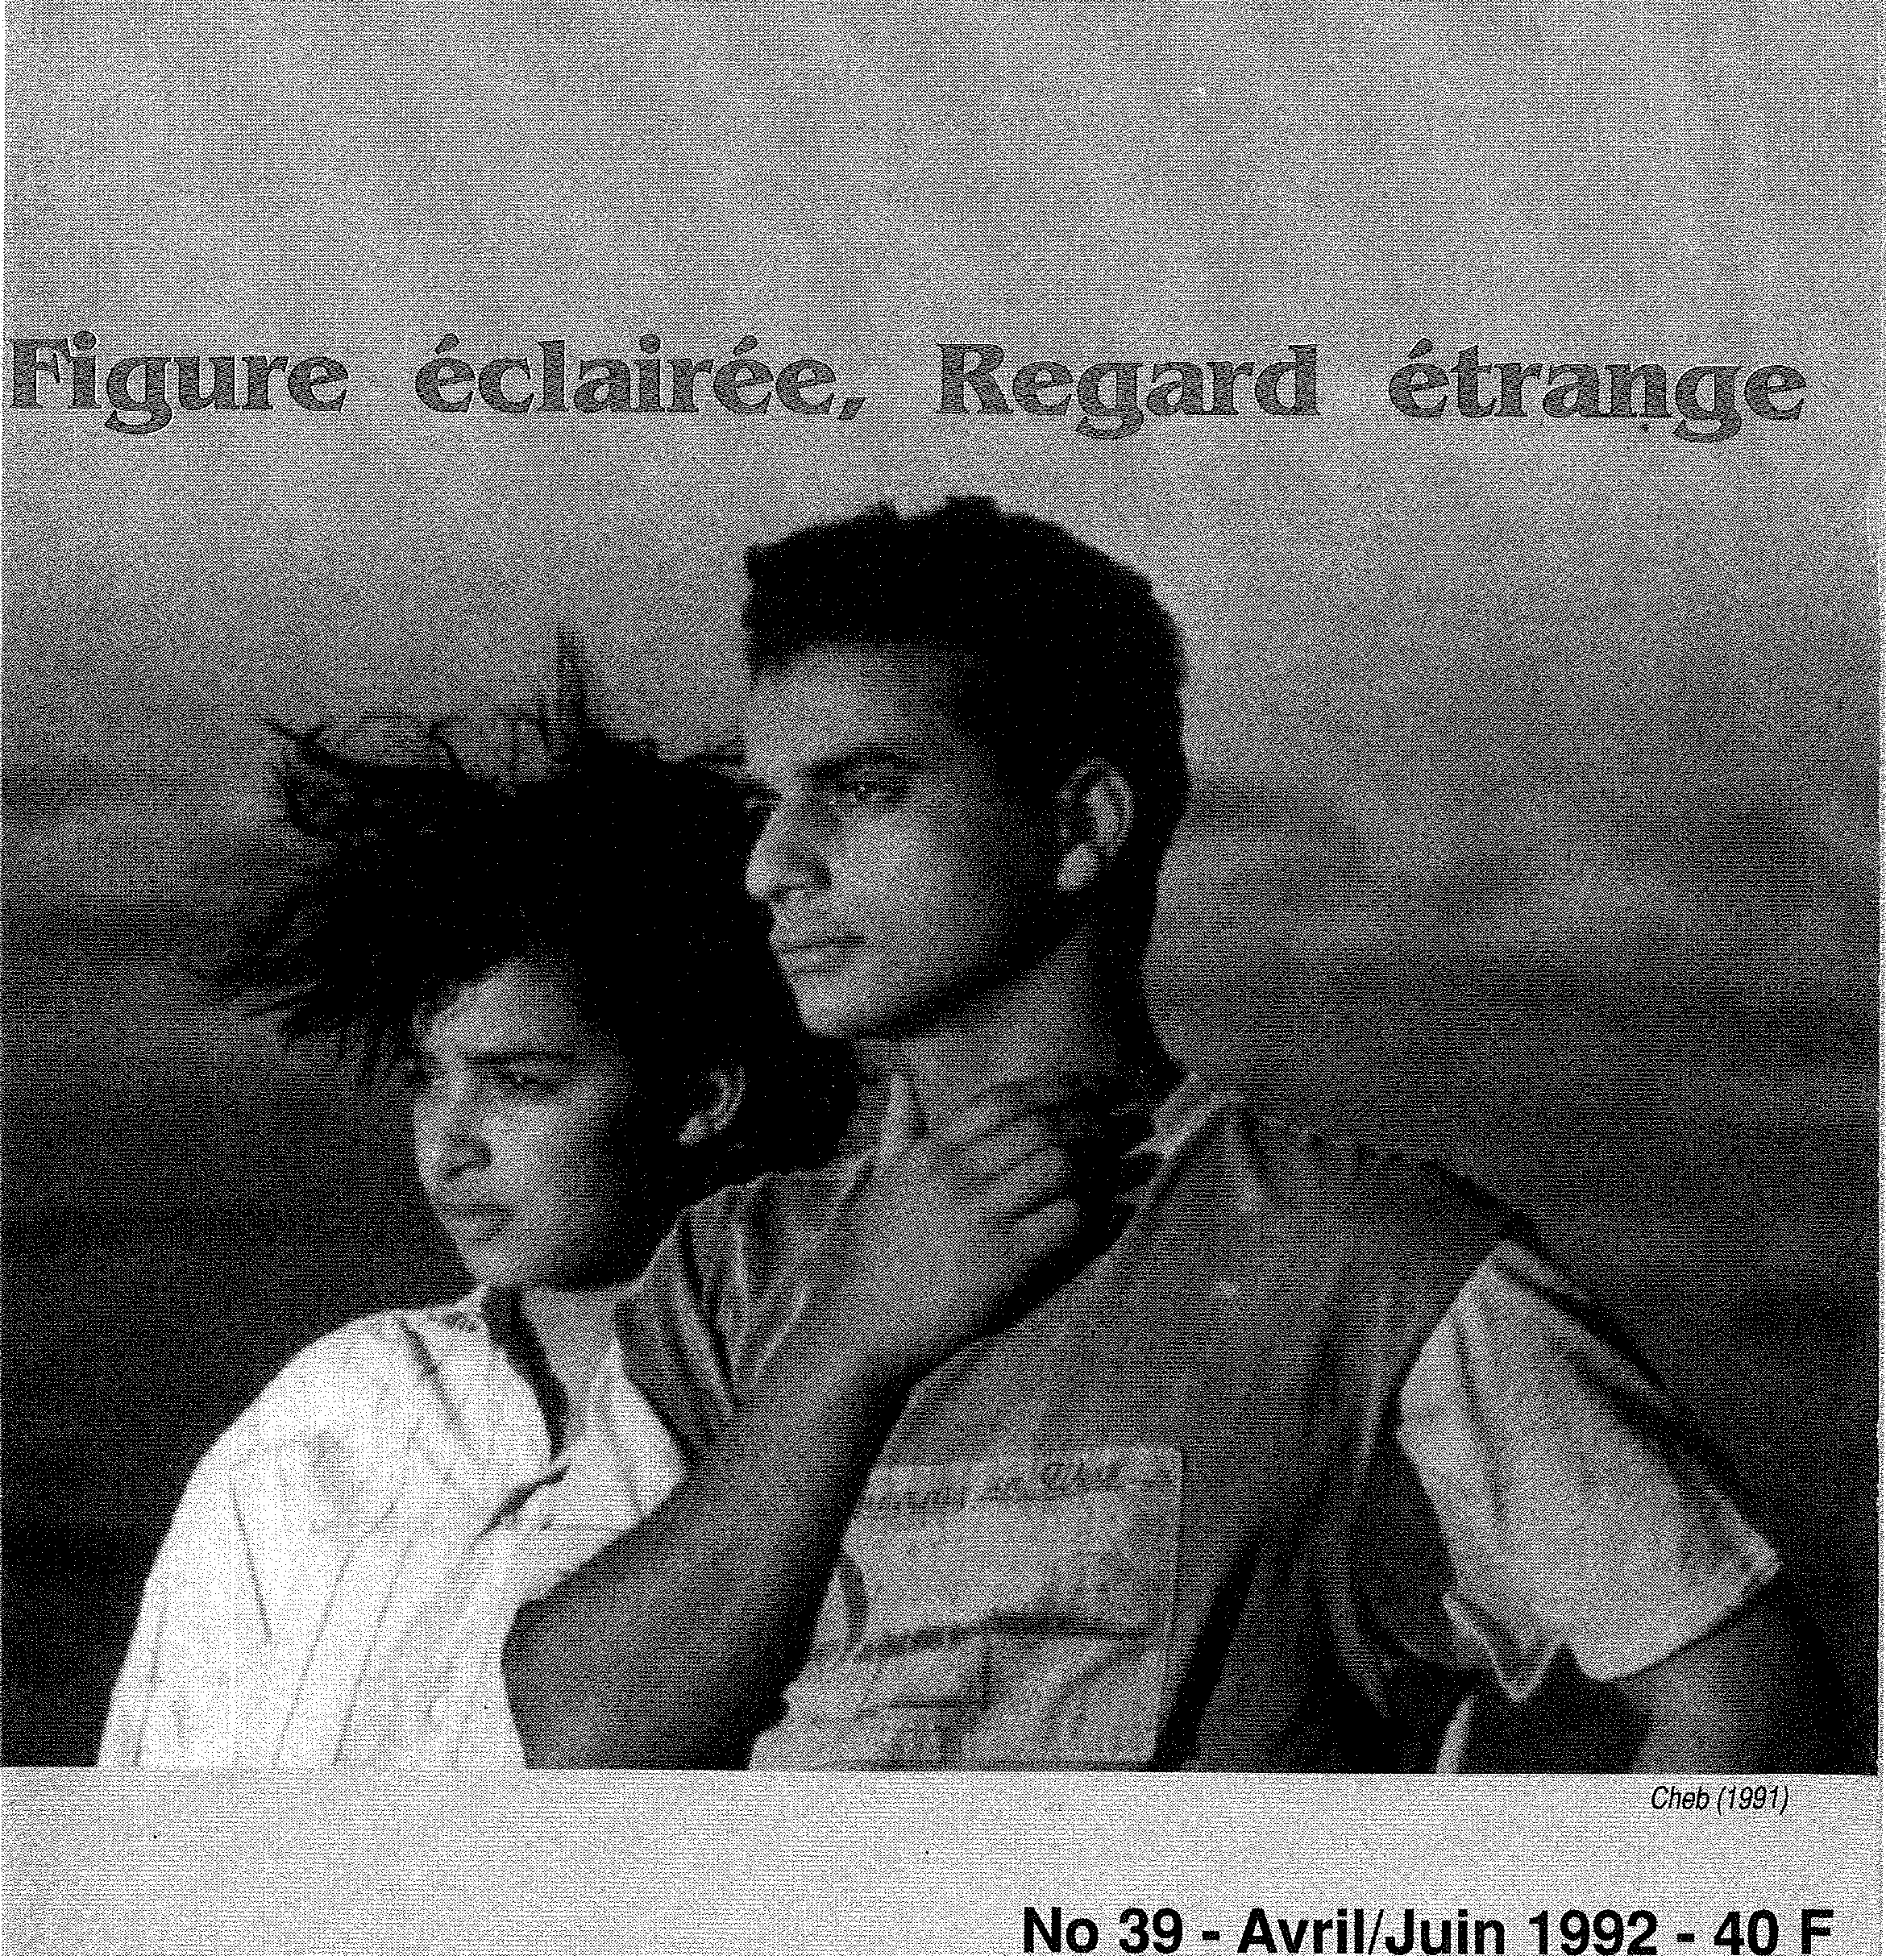 Figure éclairée, Regard étrange
Cheb (1991)
No 39 - Avril/Juin 1992 - 40 F